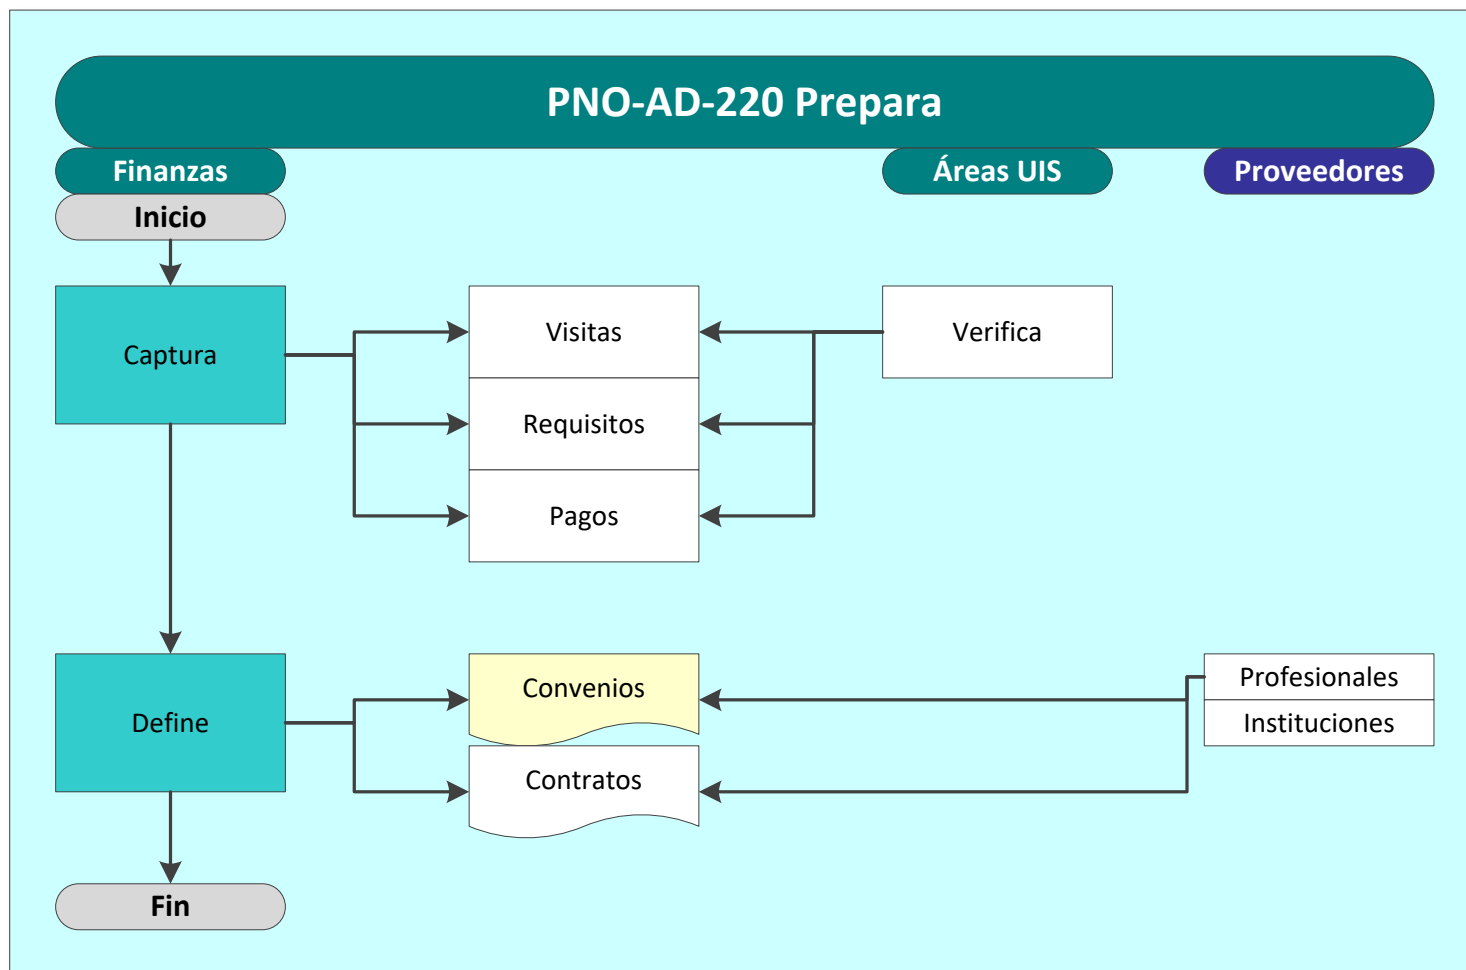 PNO-AD-220 Prepara
Finanzas
Áreas UIS
Proveedores
Inicio
Captura
Visitas
Verifica
Requisitos
Pagos
Define
Convenios
Profesionales
Instituciones
Contratos
Fin